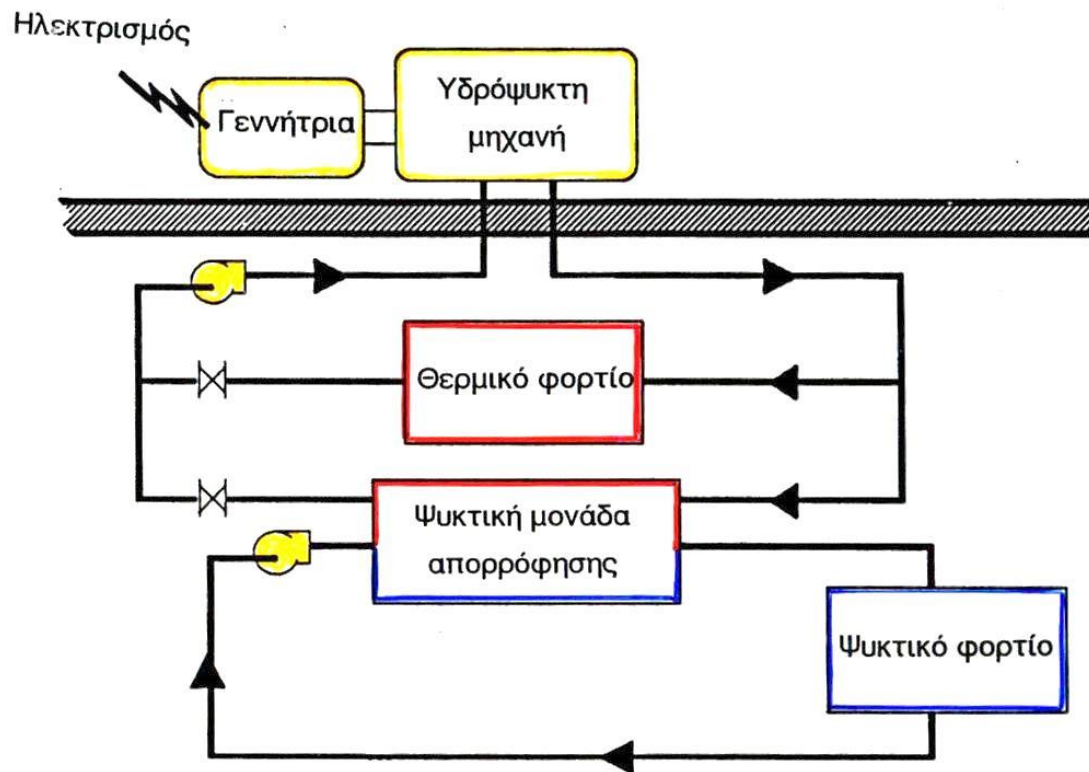 Ηλεκτρισμός
Γεννήτρια
Υδρόψυκτη
μηχανή
Θερμικό φορτίο
Ψυκτική μονάδα
απορρόφησης
Ψυκτικό φορτίο